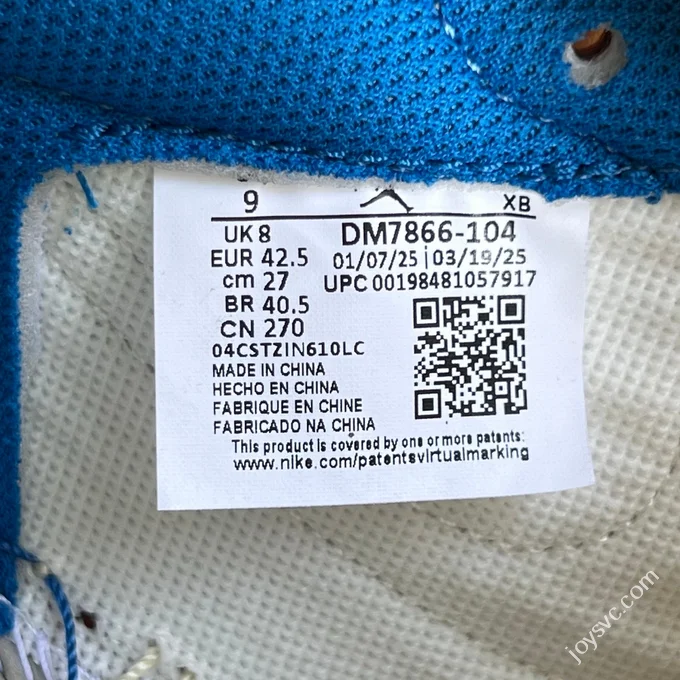 9 XB
UK 8 DM7866-104
EUR 42.5 01/07/25 | 03/19/25
cm 27 UPC 00198481057917
BR 40.5
CN 270
04CSTZIN610LC
MADE IN CHINA
HECHO EN CHINA
FABRIQUE EN CHINE
FABRICADO NA CHINA
This product is covered by one or more patents:
www.nike.com/patentsvirtualmarking
joysvc.com